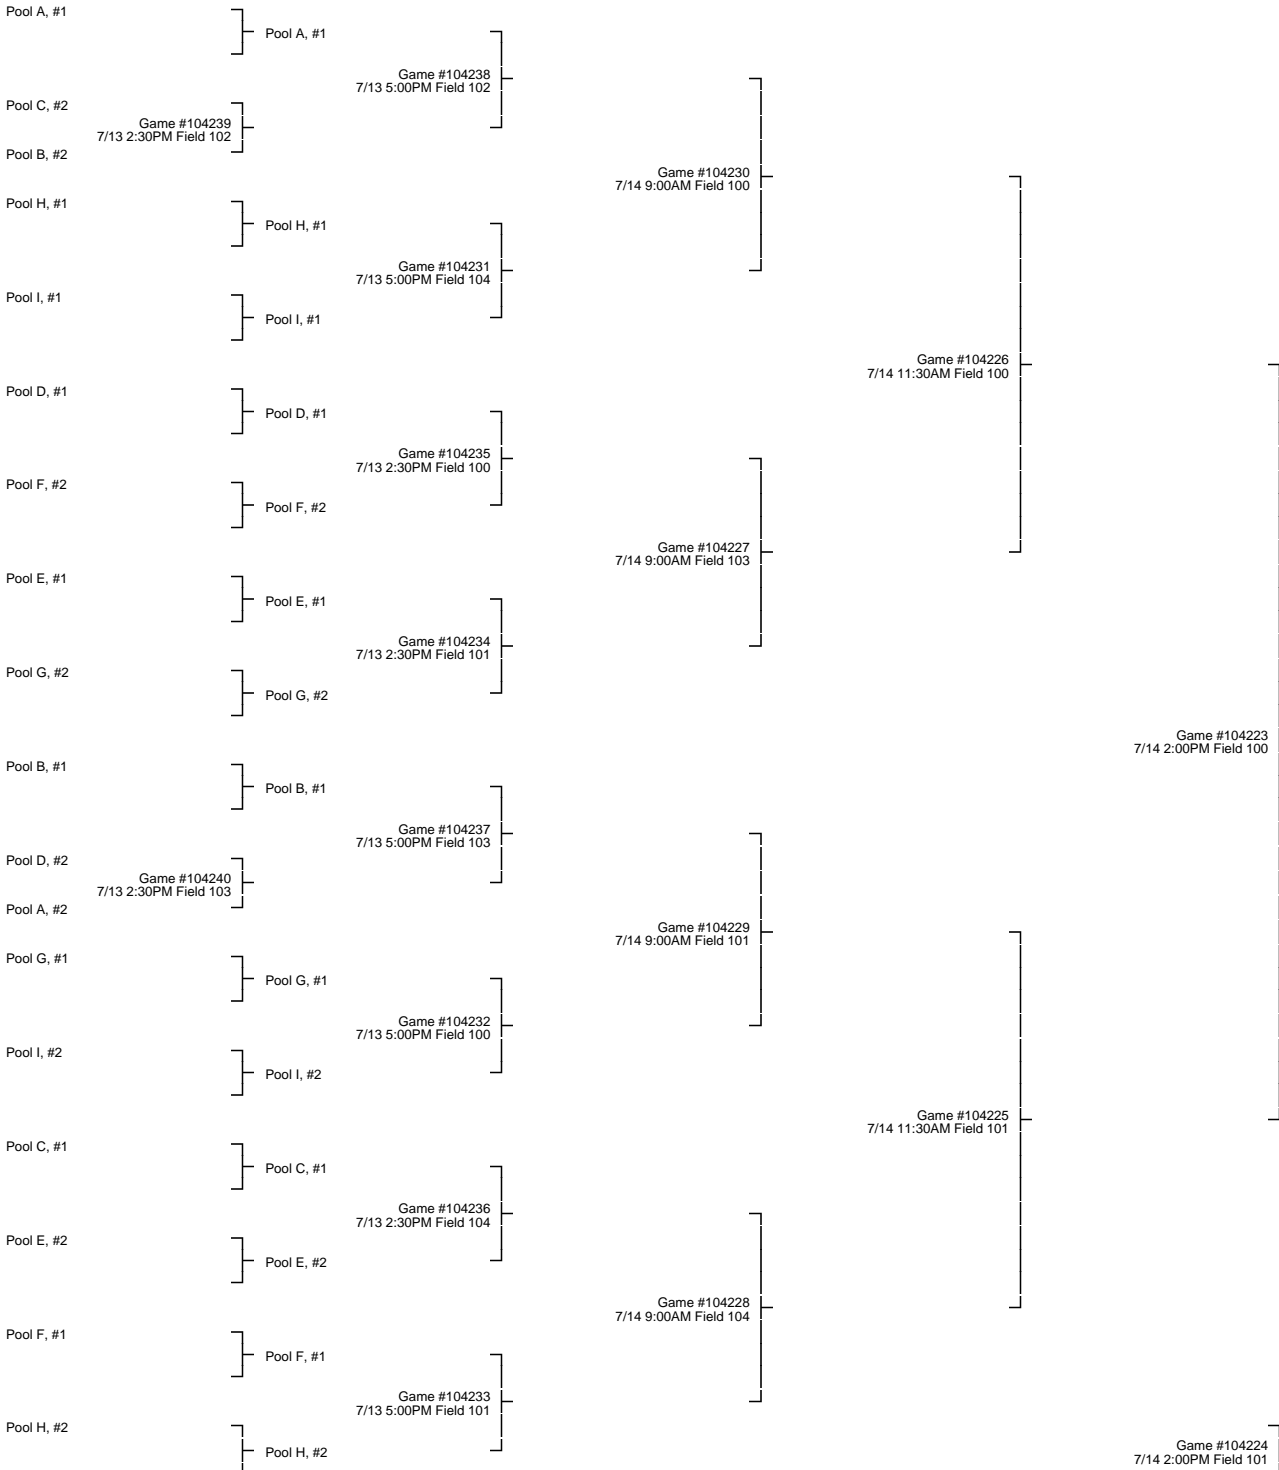 Pool A, #1
Pool A, #1
Game #104238
7/13 5:00PM Field 102
Pool C, #2
Game #104239
7/13 2:30PM Field 102
Pool B, #2
Game #104230
7/14 9:00AM Field 100
Pool H, #1
Pool H, #1
Game #104231
7/13 5:00PM Field 104
Pool I, #1
Pool I, #1
Game #104226
7/14 11:30AM Field 100
Pool D, #1
Pool D, #1
Game #104235
7/13 2:30PM Field 100
Pool F, #2
Pool F, #2
Game #104227
7/14 9:00AM Field 103
Pool E, #1
Pool E, #1
Game #104234
7/13 2:30PM Field 101
Pool G, #2
Pool G, #2
Game #104223
7/14 2:00PM Field 100
Pool B, #1
Pool B, #1
Game #104237
7/13 5:00PM Field 103
Pool D, #2
Game #104240
7/13 2:30PM Field 103
Pool A, #2
Game #104229
7/14 9:00AM Field 101
Pool G, #1
Pool G, #1
Game #104232
7/13 5:00PM Field 100
Pool I, #2
Pool I, #2
Game #104225
7/14 11:30AM Field 101
Pool C, #1
Pool C, #1
Game #104236
7/13 2:30PM Field 104
Pool E, #2
Pool E, #2
Game #104228
7/14 9:00AM Field 104
Pool F, #1
Pool F, #1
Game #104233
7/13 5:00PM Field 101
Pool H, #2
Pool H, #2
Game #104224
7/14 2:00PM Field 101